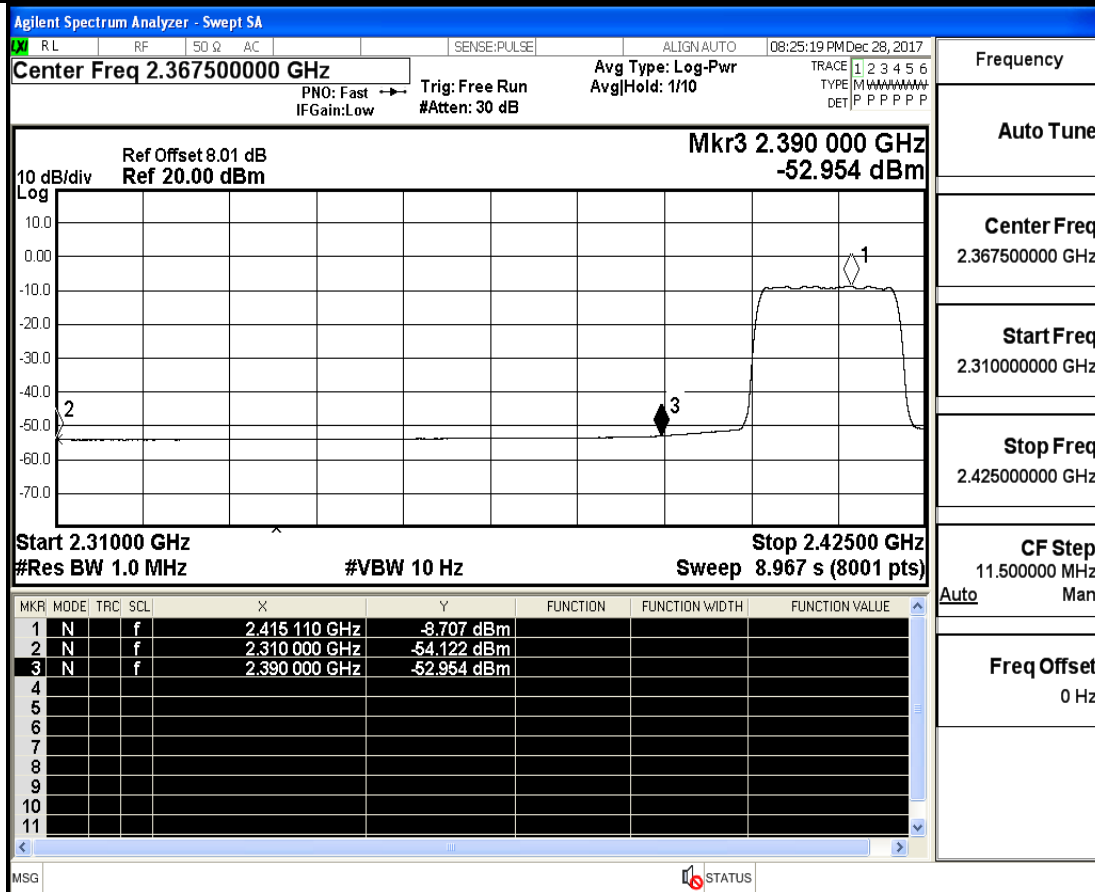 Agilent Spectrum Analyzer - Swept SA
LXI RL RF 50 Ω AC SENSE:PULSE ALIGN AUTO 08:25:19 PM Dec 28, 2017
Center Freq 2.367500000 GHz
PNO: Fast
IFGain:Low
Trig: Free Run
#Atten: 30 dB
Avg Type: Log-Pwr
Avg|Hold: 1/10
TRACE 1 2 3 4 5 6
TYPE M WWWWW
DET P P P P P P
Mkr3 2.390 000 GHz
-52.954 dBm
Ref Offset 8.01 dB
10 dB/div Ref 20.00 dBm
Log
10.0
0.00
-10.0
-20.0
-30.0
-40.0
-50.0
-60.0
-70.0
1
2
3
Start 2.31000 GHz Stop 2.42500 GHz
#Res BW 1.0 MHz #VBW 10 Hz Sweep 8.967 s (8001 pts)
MKR MODE TRC SCL X Y FUNCTION FUNCTION WIDTH FUNCTION VALUE
1 N f 2.415 110 GHz -8.707 dBm
2 N f 2.310 000 GHz -54.122 dBm
3 N f 2.390 000 GHz -52.954 dBm
4
5
6
7
8
9
10
11
MSG STATUS
Frequency
Auto Tune
Center Freq
2.367500000 GHz
Start Freq
2.310000000 GHz
Stop Freq
2.425000000 GHz
CF Step
11.500000 MHz
Auto Man
Freq Offset
0 Hz